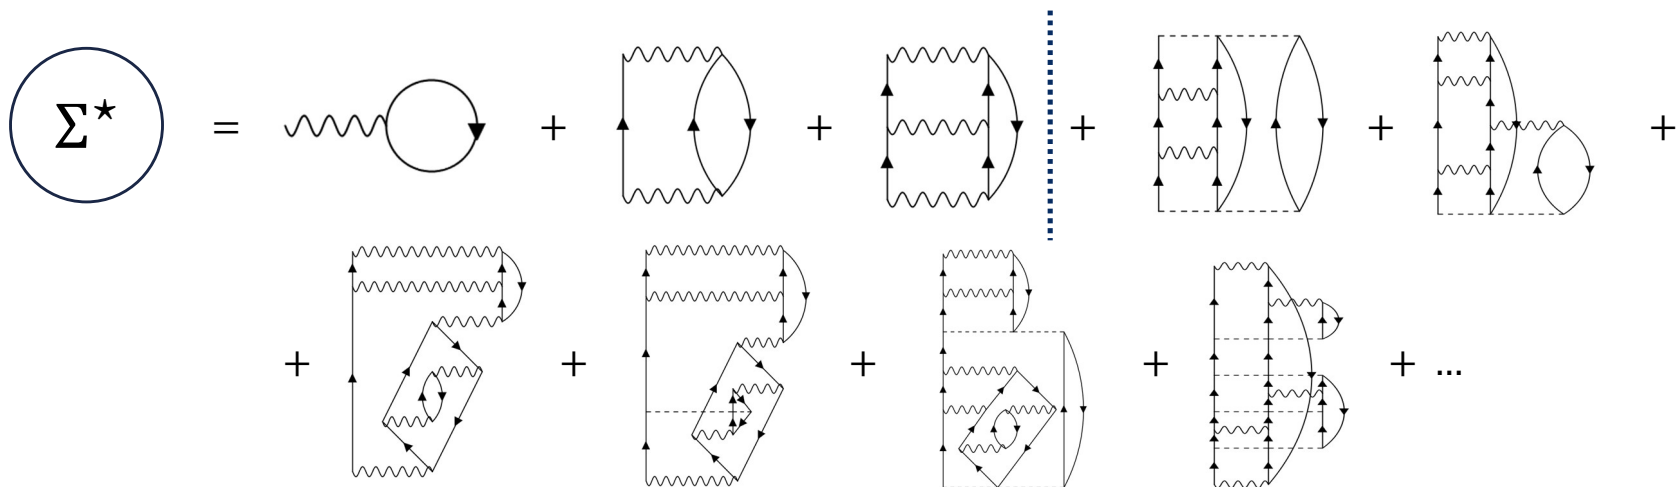 Σ* = + + + + +
+ + + + + ...